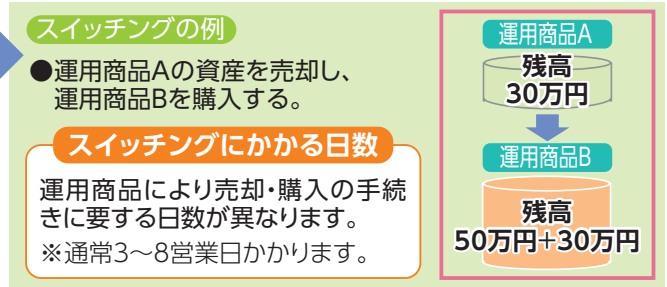 スイッチングの例
●運用商品Aの資産を売却し、
運用商品Bを購入する。
スイッチングにかかる日数
運用商品により売却・購入の手続
きに要する日数が異なります。
※通常3～8営業日かかります。
運用商品A
残高
30万円
運用商品B
残高
50万円+30万円